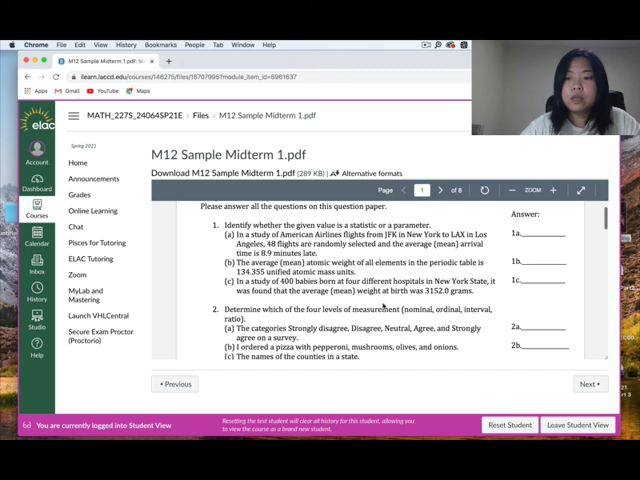 Chrome File Edit View History Bookmarks People Tab Window Help
M12 Sample Midterm 1.pdf: M
ilearn.laccd.edu/courses/146275/files/18707995?module_item_id=6961637
Apps Gmail YouTube Maps
elac
Account
Dashboard
Courses
Calendar
Inbox
History
Help
MATH_227S_24064SP21E Files M12 Sample Midterm 1.pdf
Spring 2021
Home
Announcements
Grades
Online Learning
Chat
Pisces for Tutoring
ELAC Tutoring
Zoom
MyLab and
Mastering
Launch VHLCentral
Secure Exam Proctor
(Proctorio)
M12 Sample Midterm 1.pdf
Download M12 Sample Midterm 1.pdf (289 KB) Alternative formats
Page 1 of 8 ZOOM
Please answer all the questions on this question paper.
Answer:
1. Identify whether the given value is a statistic or a parameter.
(a) In a study of American Airlines flights from JFK in New York to LAX in Los
Angeles, 48 flights are randomly selected and the average (mean) arrival
time is 8.9 minutes late.
1a.
(b) The average (mean) atomic weight of all elements in the periodic table is
134.355 unified atomic mass units.
1b.
(c) In a study of 400 babies born at four different hospitals in New York State, it
was found that the average (mean) weight at birth was 3152.0 grams.
1c.
2. Determine which of the four levels of measurement (nominal, ordinal, interval,
ratio).
(a) The categories Strongly disagree, Disagree, Neutral, Agree, and Strongly
agree on a survey.
2a.
(b) I ordered a pizza with pepperoni, mushrooms, olives, and onions.
2b.
(c) The names of the counties in a state.
Previous
Next
You are currently logged into Student View
Resetting the test student will clear all history for this student, allowing
you to view the course as a brand new student.
Reset Student
Leave Student View